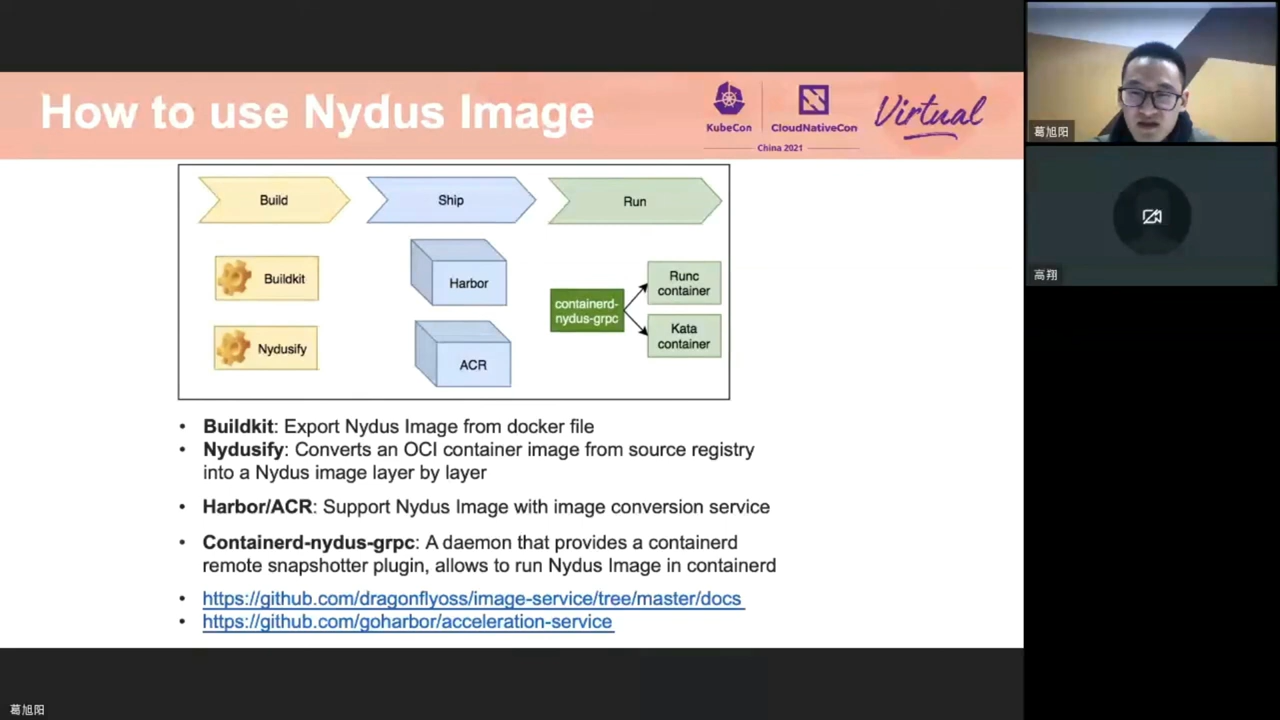 How to use Nydus Image
KubeCon
CloudNativeCon
Virtual
China 2021
Build
Ship
Run
Buildkit
Nydusify
Harbor
ACR
containerd-
nydus-grpc
Runc
container
Kata
container
• Buildkit: Export Nydus Image from docker file
• Nydusify: Converts an OCI container image from source registry
into a Nydus image layer by layer
• Harbor/ACR: Support Nydus Image with image conversion service
• Containerd-nydus-grpc: A daemon that provides a containerd
remote snapshotter plugin, allows to run Nydus Image in containerd
• https://github.com/dragonflyoss/image-service/tree/master/docs
• https://github.com/goharbor/acceleration-service
葛旭阳
高翔
葛旭阳